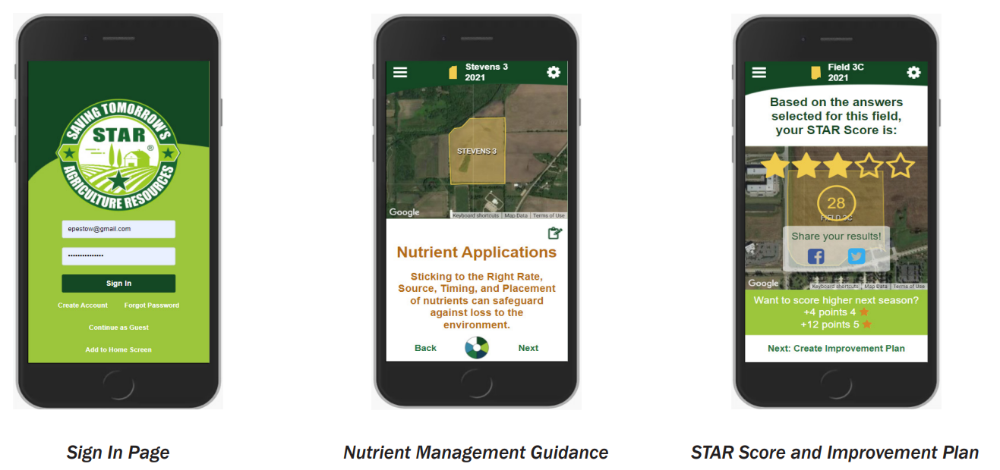 SAVING TOMORROW'S
STAR
®
AGRICULTURE RESOURCES
epestow@gmail.com
•••••••••••••••
Sign In
Create Account Forgot Password
Continue as Guest
Add to Home Screen
Sign In Page
Stevens 3
2021
STEVENS 3
Google
Keyboard shortcuts Map Data Terms of Use
Nutrient Applications
Sticking to the Right Rate,
Source, Timing, and Placement
of nutrients can safeguard
against loss to the
environment.
Back Next
Nutrient Management Guidance
Field 3C
2021
Based on the answers
selected for this field,
your STAR Score is:
28
FIELD 3C
Share your results!
Google
Keyboard shortcuts Map Data Terms of Use
Want to score higher next season?
+4 points 4 ★
+12 points 5 ★
Next: Create Improvement Plan
STAR Score and Improvement Plan